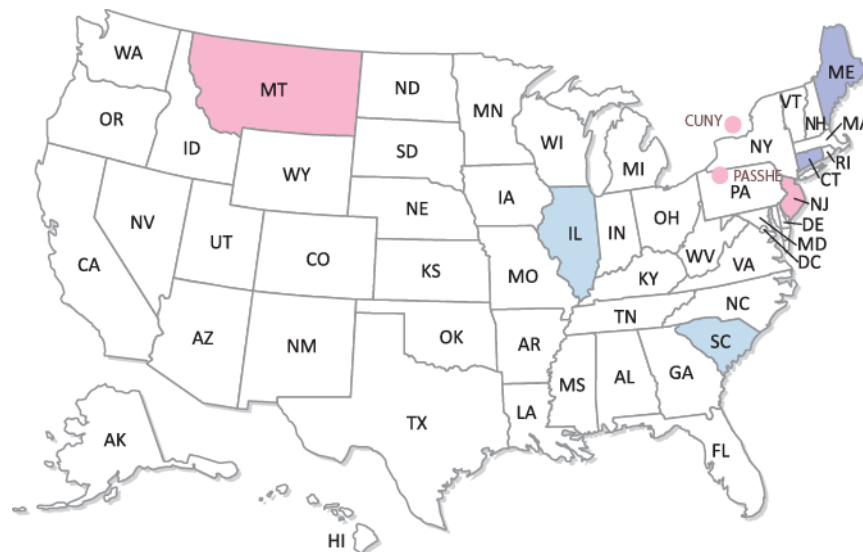 WA
MT
ND
MN
ME
VT
NH
MA
OR
ID
SD
WI
CUNY
NY
RI
CT
WY
MI
PASSHE
PA
NJ
NV
UT
NE
IA
IL
IN
OH
DE
MD
DC
CA
CO
KS
MO
KY
WV
VA
AZ
NM
OK
AR
TN
NC
SC
MS
AL
GA
TX
LA
FL
AK
HI